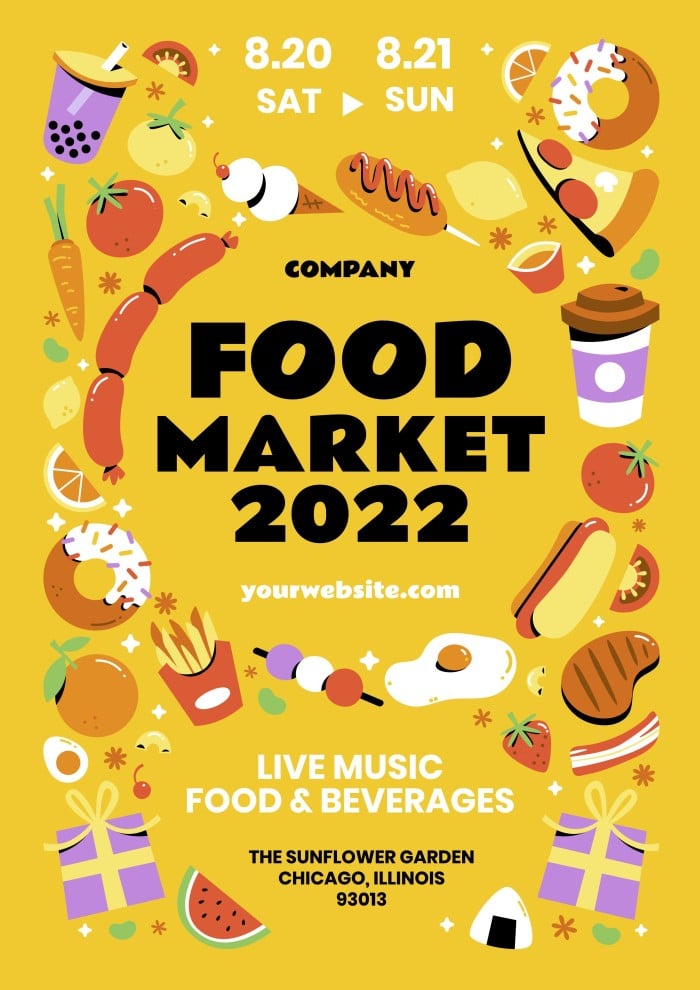 8.20 8.21
SAT ▶ SUN
COMPANY
FOOD
MARKET
2022
yourwebsite.com
LIVE MUSIC
FOOD & BEVERAGES
THE SUNFLOWER GARDEN
CHICAGO, ILLINOIS
93013